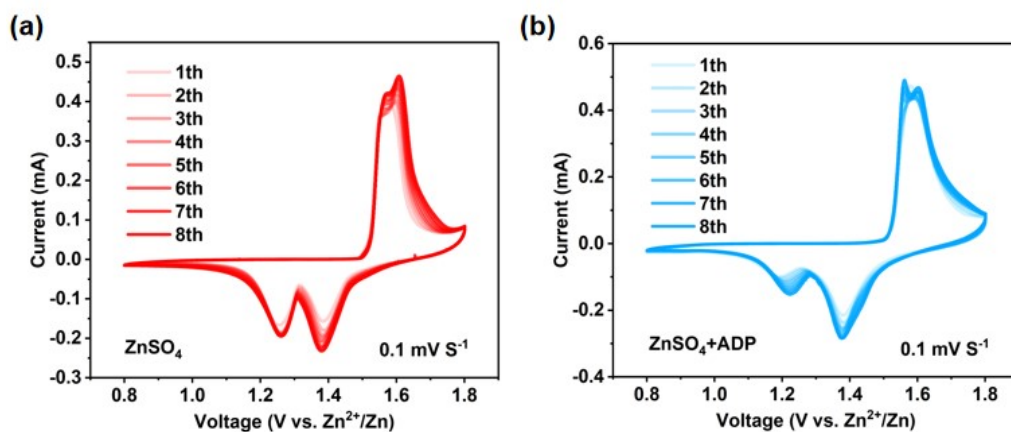 (a)
0.5
0.4
0.3
0.2
0.1
0.0
-0.1
-0.2
-0.3
Current (mA)
1th
2th
3th
4th
5th
6th
7th
8th
ZnSO₄
0.1 mV S⁻¹
0.8 1.0 1.2 1.4 1.6 1.8
Voltage (V vs. Zn²⁺/Zn)
(b)
0.6
0.4
0.2
0.0
-0.2
-0.4
Current (mA)
1th
2th
3th
4th
5th
6th
7th
8th
ZnSO₄+ADP
0.1 mV S⁻¹
0.8 1.0 1.2 1.4 1.6 1.8
Voltage (V vs. Zn²⁺/Zn)